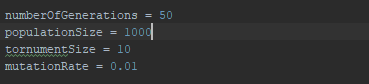 numberOfGenerations = 50
populationSize = 1000
tornumentSize = 10
mutationRate = 0.01